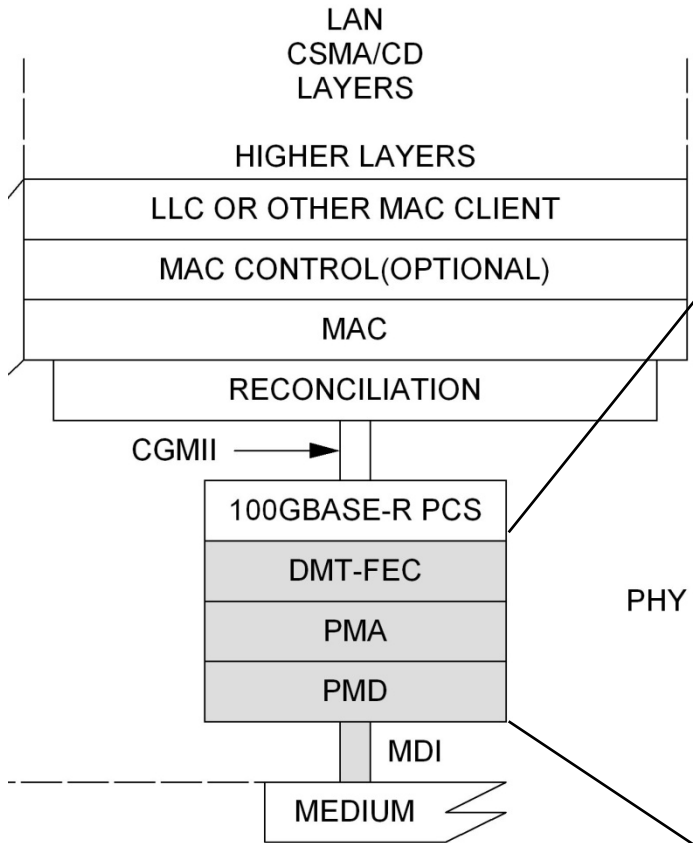 LAN
CSMA/CD
LAYERS
HIGHER LAYERS
LLC OR OTHER MAC CLIENT
MAC CONTROL(OPTIONAL)
MAC
RECONCILIATION
CGMII
100GBASE-R PCS
DMT-FEC
PHY
PMA
PMD
MDI
MEDIUM